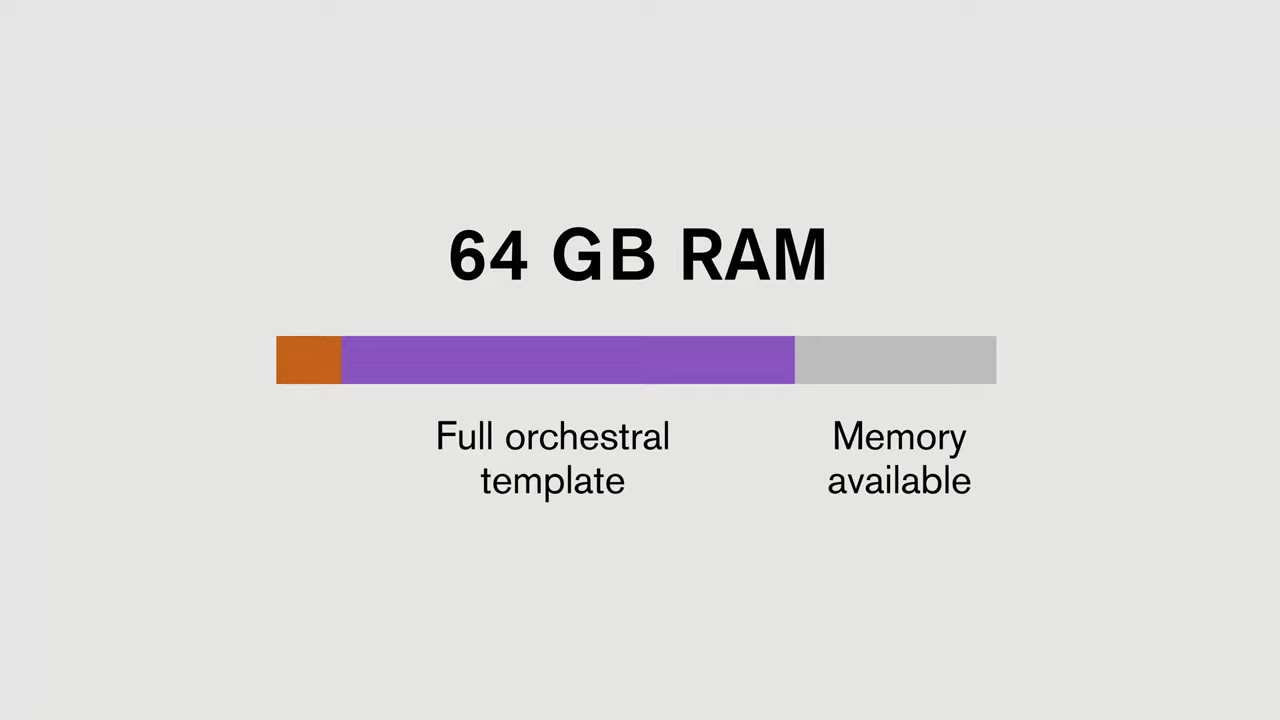 64 GB RAM
Full orchestral
template
Memory
available